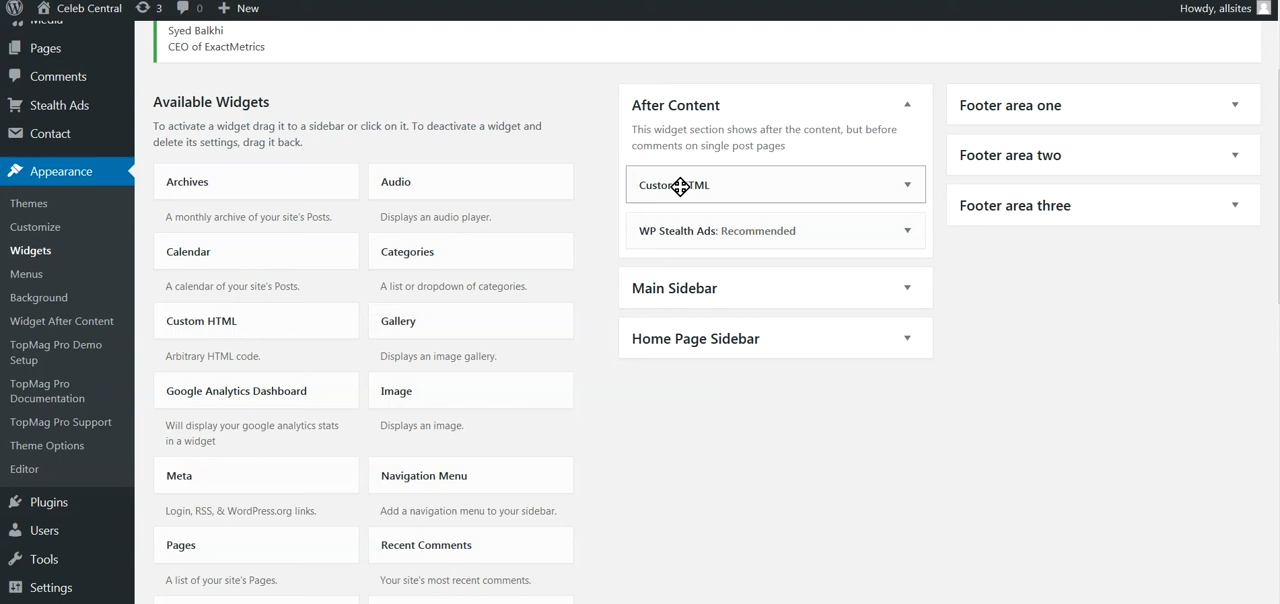 Celeb Central
3
0
New
Howdy, allsites
Media
Pages
Comments
Stealth Ads
Contact
Appearance
Themes
Customize
Widgets
Menus
Background
Widget After Content
TopMag Pro Demo
Setup
TopMag Pro
Documentation
TopMag Pro Support
Theme Options
Editor
Plugins
Users
Tools
Settings
Syed Balkhi
CEO of ExactMetrics
Available Widgets
To activate a widget drag it to a sidebar or click on it. To deactivate a widget and
delete its settings, drag it back.
Archives
A monthly archive of your site's Posts.
Audio
Displays an audio player.
Calendar
A calendar of your site's Posts.
Categories
A list or dropdown of categories.
Custom HTML
Arbitrary HTML code.
Gallery
Displays an image gallery.
Google Analytics Dashboard
Will display your google analytics stats
in a widget
Image
Displays an image.
Meta
Login, RSS, & WordPress.org links.
Navigation Menu
Add a navigation menu to your sidebar.
Pages
A list of your site's Pages.
Recent Comments
Your site's most recent comments.
After Content
This widget section shows after the content, but before
comments on single post pages
Custom HTML
WP Stealth Ads: Recommended
Main Sidebar
Home Page Sidebar
Footer area one
Footer area two
Footer area three